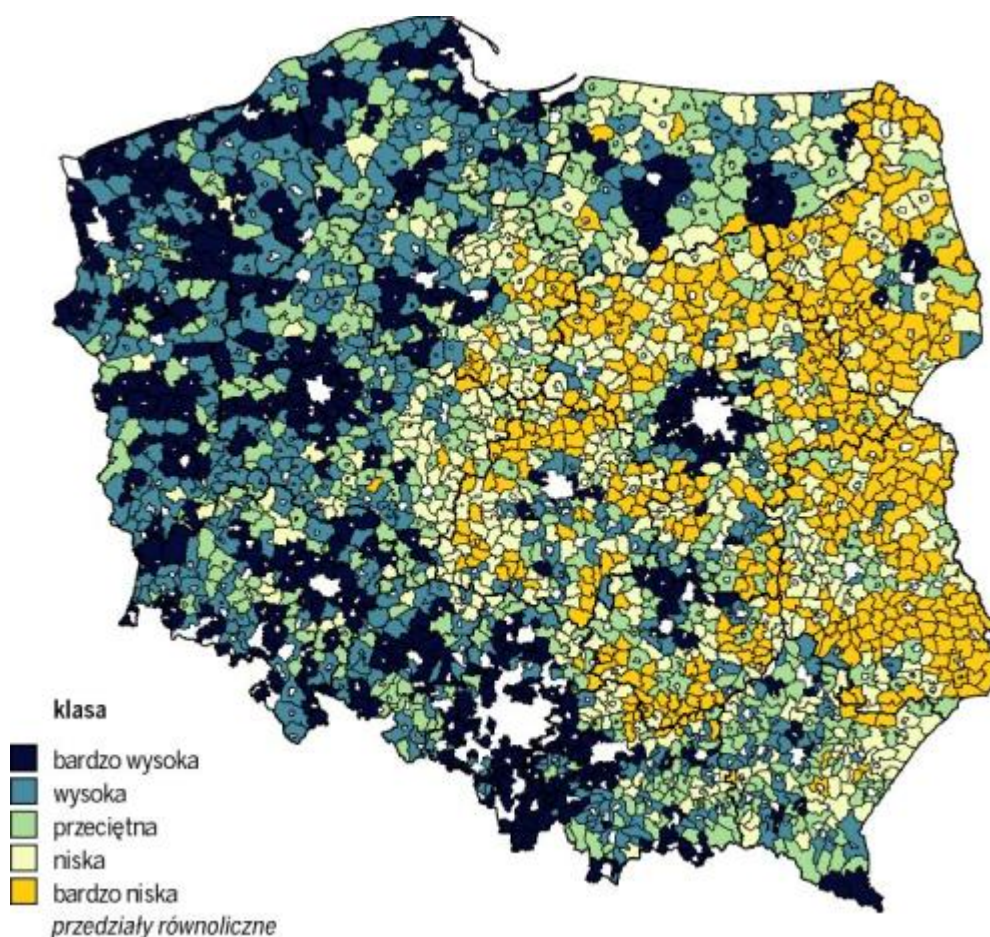 klasa
bardzo wysoka
wysoka
przeciętna
niska
bardzo niska
przedziały równoliczne